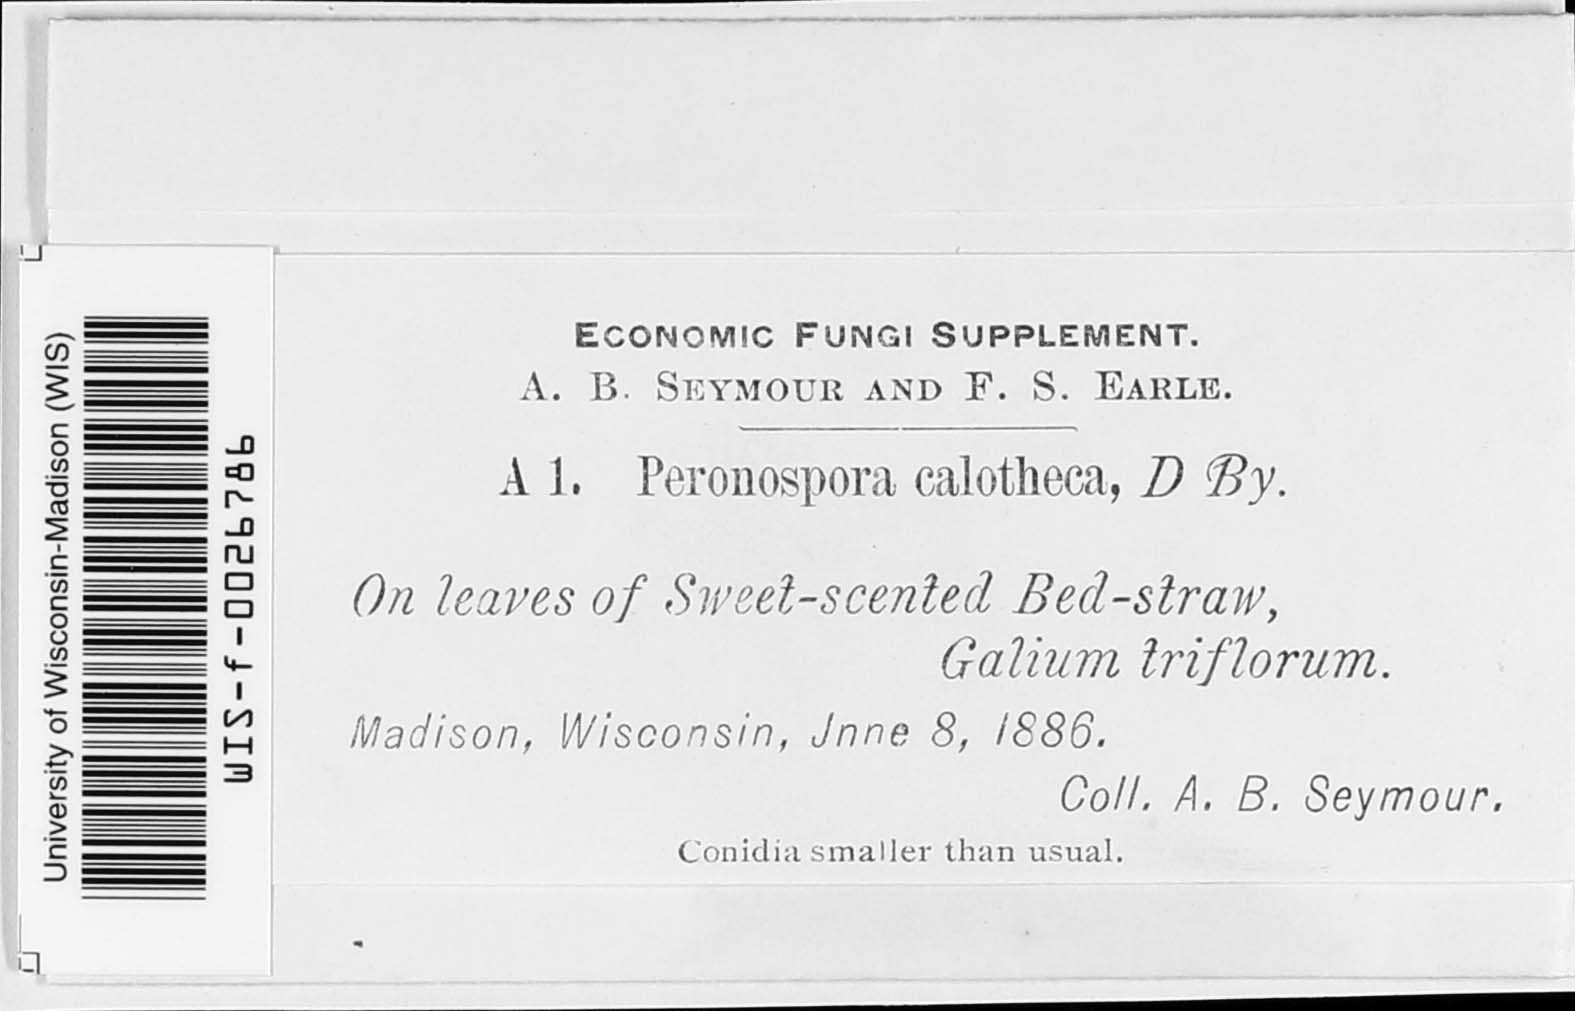 University of Wisconsin-Madison (WIS)
WIS-f-0026786
ECONOMIC FUNGI SUPPLEMENT.
A. B. SEYMOUR AND F. S. EARLE.
A 1. Peronospora calotheca, D By.
On leaves of Sweet-scented Bed-straw,
Galium triflorum.
Madison, Wisconsin, Jnne 8, 1886.
Coll. A. B. Seymour.
Conidia smaller than usual.